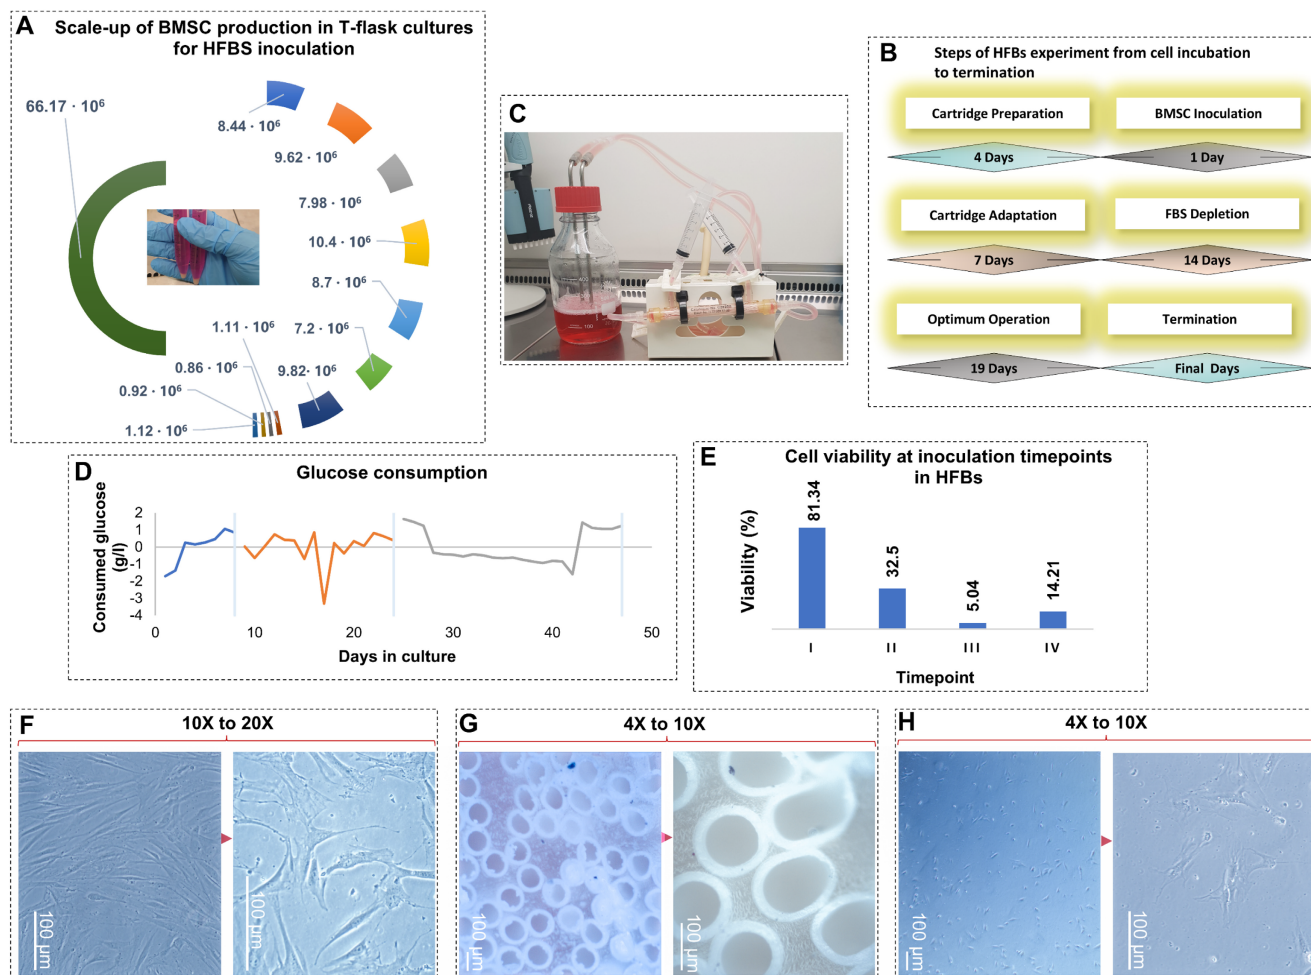 A
Scale-up of BMSC production in T-flask cultures
for HFBS inoculation
66.17 · 10⁶
8.44 · 10⁶
9.62 · 10⁶
7.98 · 10⁶
10.4 · 10⁶
8.7 · 10⁶
7.2 · 10⁶
9.82 · 10⁶
1.11 · 10⁶
0.86 · 10⁶
0.92 · 10⁶
1.12 · 10⁶
C
100
B
Steps of HFBs experiment from cell incubation
to termination
Cartridge Preparation
4 Days
BMSC Inoculation
1 Day
Cartridge Adaptation
7 Days
FBS Depletion
14 Days
Optimum Operation
19 Days
Termination
Final Days
D
Glucose consumption
Consumed glucose
(g/l)
2
1
0
-1
-2
-3
-4
0
10
20
30
40
50
Days in culture
E
Cell viability at inoculation timepoints
in HFBs
Viability (%)
81.34
32.5
5.04
14.21
I
II
III
IV
Timepoint
F
10X to 20X
100 µm
100 µm
G
4X to 10X
100 µm
100 µm
H
4X to 10X
100 µm
100 µm